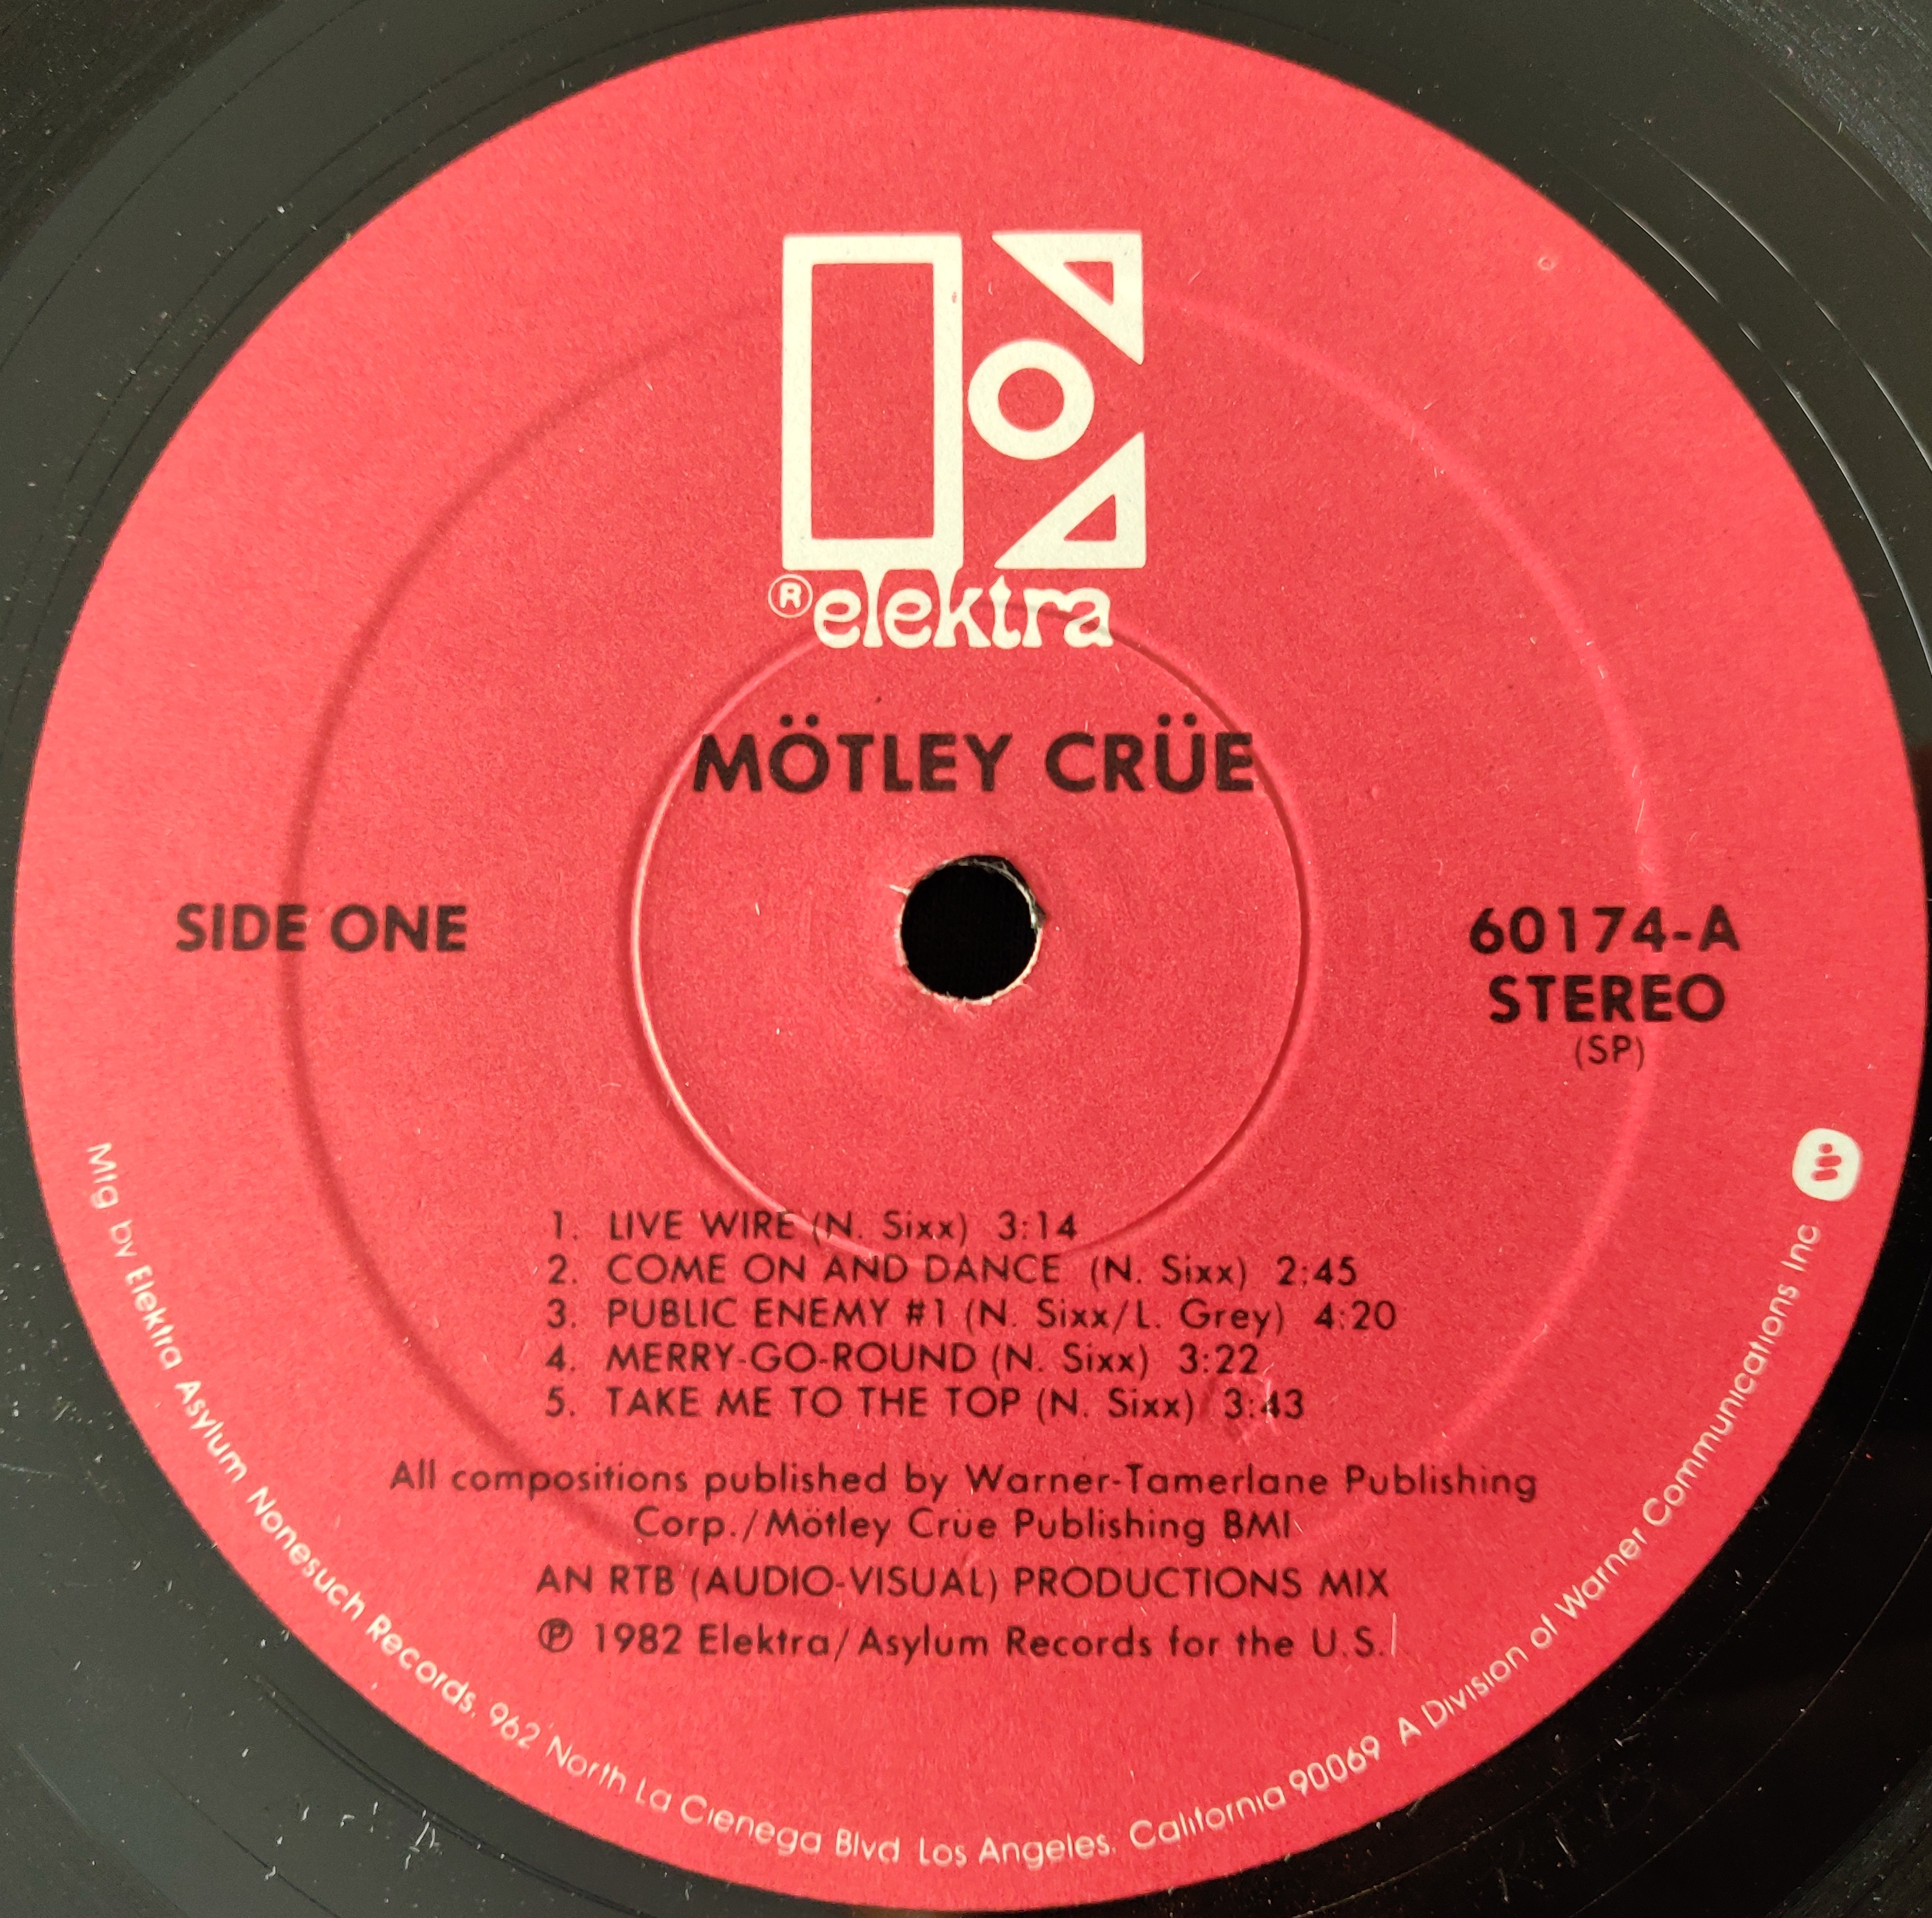 ® elektra
MÖTLEY CRÜE
SIDE ONE
60174-A
STEREO
(SP)
1. LIVE WIRE (N. Sixx) 3:14
2. COME ON AND DANCE (N. Sixx) 2:45
3. PUBLIC ENEMY #1 (N. Sixx/L. Grey) 4:20
4. MERRY-GO-ROUND (N. Sixx) 3:22
5. TAKE ME TO THE TOP (N. Sixx) 3:43
All compositions published by Warner-Tamerlane Publishing
Corp./Mötley Crüe Publishing BMI
AN RTB (AUDIO-VISUAL) PRODUCTIONS MIX
℗ 1982 Elektra/Asylum Records for the U.S.
Mfg by Elektra Asylum Nonesuch Records, 962 North La Cienega Blvd Los Angeles, California 90069 A Division of Warner Communications Inc